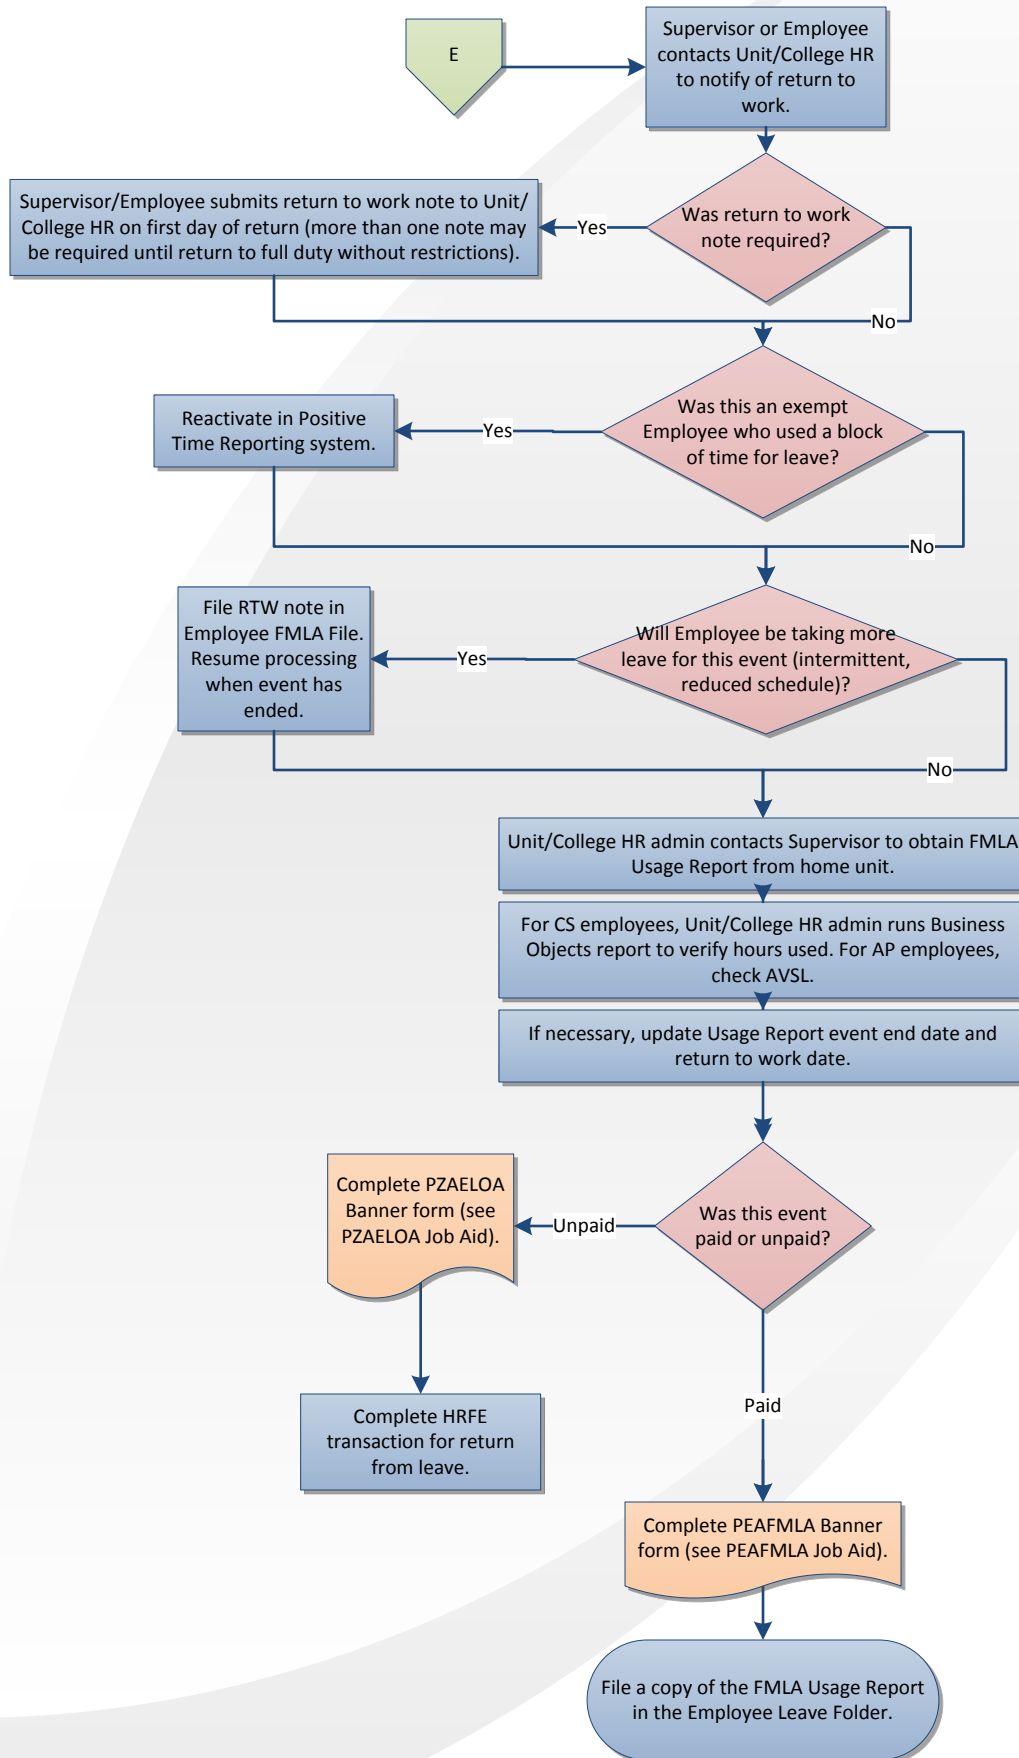 E
Supervisor or Employee
contacts Unit/College HR
to notify of return to
work.
Was return to work
note required?
Yes
Supervisor/Employee submits return to work note to Unit/
College HR on first day of return (more than one note may
be required until return to full duty without restrictions).
No
Was this an exempt
Employee who used a block
of time for leave?
Yes
Reactivate in Positive
Time Reporting system.
No
Will Employee be taking more
leave for this event (intermittent,
reduced schedule)?
Yes
File RTW note in
Employee FMLA File.
Resume processing
when event has
ended.
No
Unit/College HR admin contacts Supervisor to obtain FMLA
Usage Report from home unit.
For CS employees, Unit/College HR admin runs Business
Objects report to verify hours used. For AP employees,
check AVSL.
If necessary, update Usage Report event end date and
return to work date.
Was this event
paid or unpaid?
Unpaid
Complete PZAELOA
Banner form (see
PZAELOA Job Aid).
Complete HRFE
transaction for return
from leave.
Paid
Complete PEAFMLA Banner
form (see PEAFMLA Job Aid).
File a copy of the FMLA Usage Report
in the Employee Leave Folder.